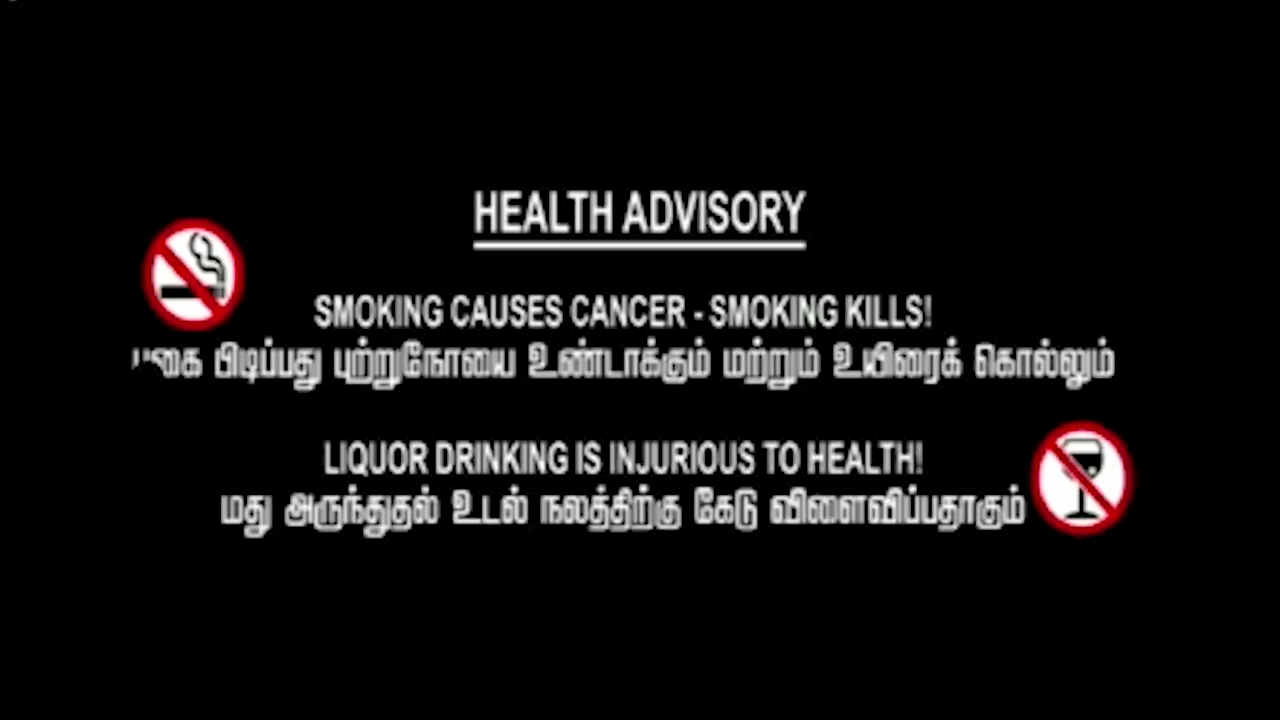 HEALTH ADVISORY
SMOKING CAUSES CANCER - SMOKING KILLS!
பிடிப்பது புற்றுநோயை உண்டாக்கும் மற்றும் உயிரைக் கொல்லும்
LIQUOR DRINKING IS INJURIOUS TO HEALTH!
மது அருந்துதல் உடல் நலத்திற்கு கேடு விளைவிப்பதாகும்